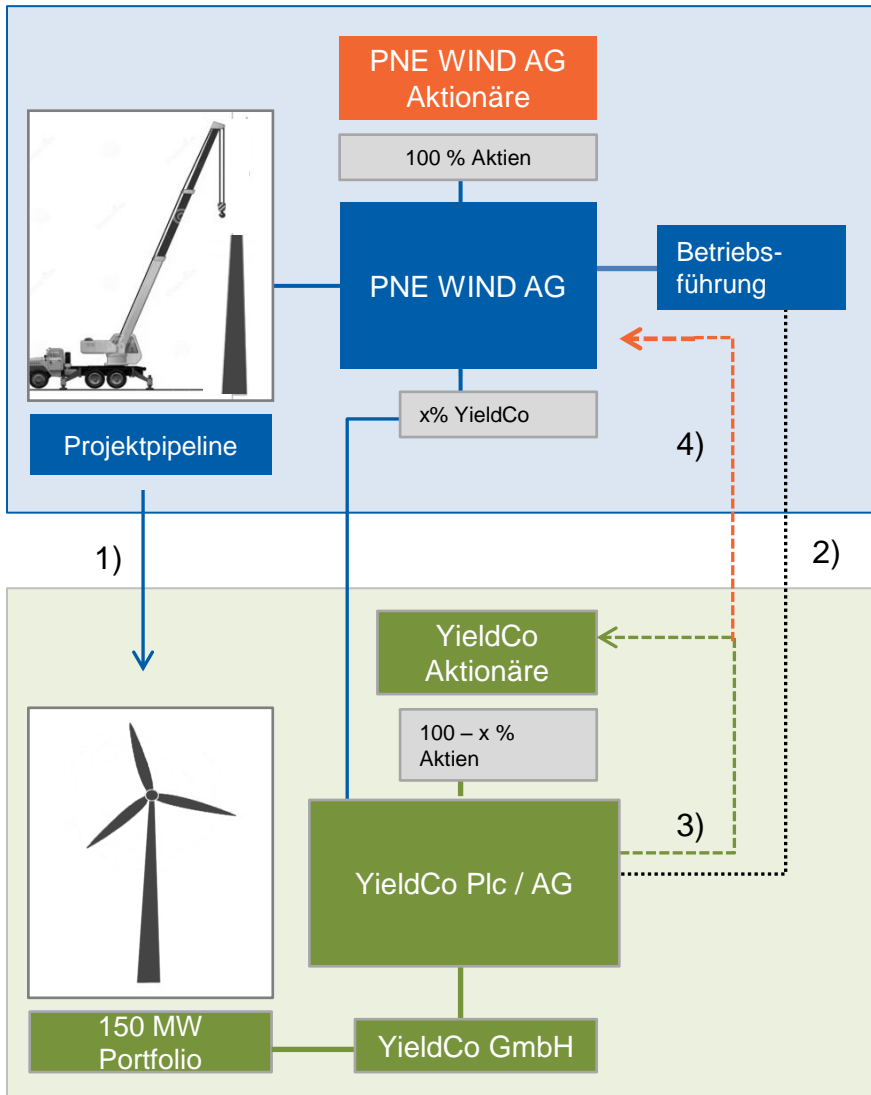 PNE WIND AG
Aktionäre
100 % Aktien
PNE WIND AG
Betriebs-
führung
x% YieldCo
Projektpipeline
4)
1)
2)
YieldCo
Aktionäre
100 – x %
Aktien
3)
YieldCo Plc / AG
150 MW
Portfolio
YieldCo GmbH